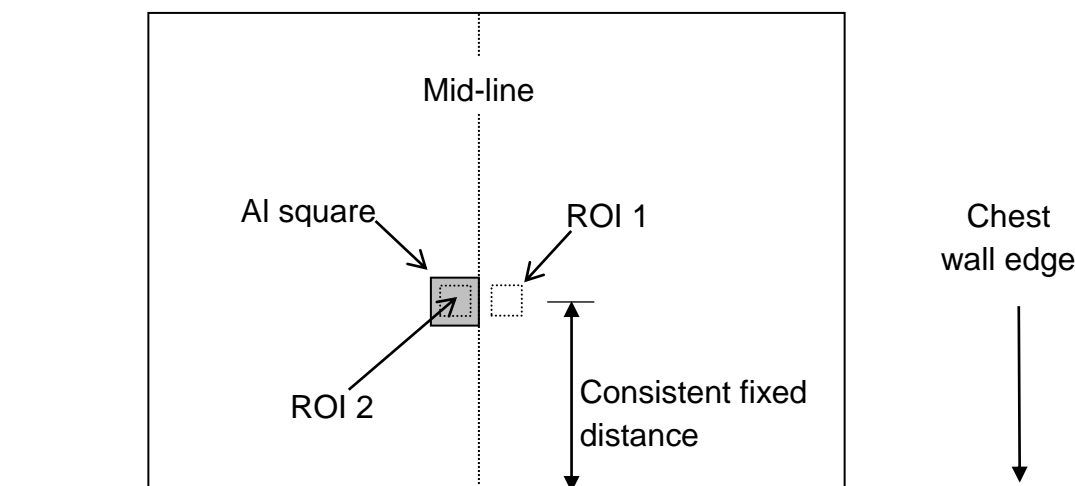 Mid-line
Al square
ROI 1
Chest
wall edge
ROI 2
Consistent fixed
distance